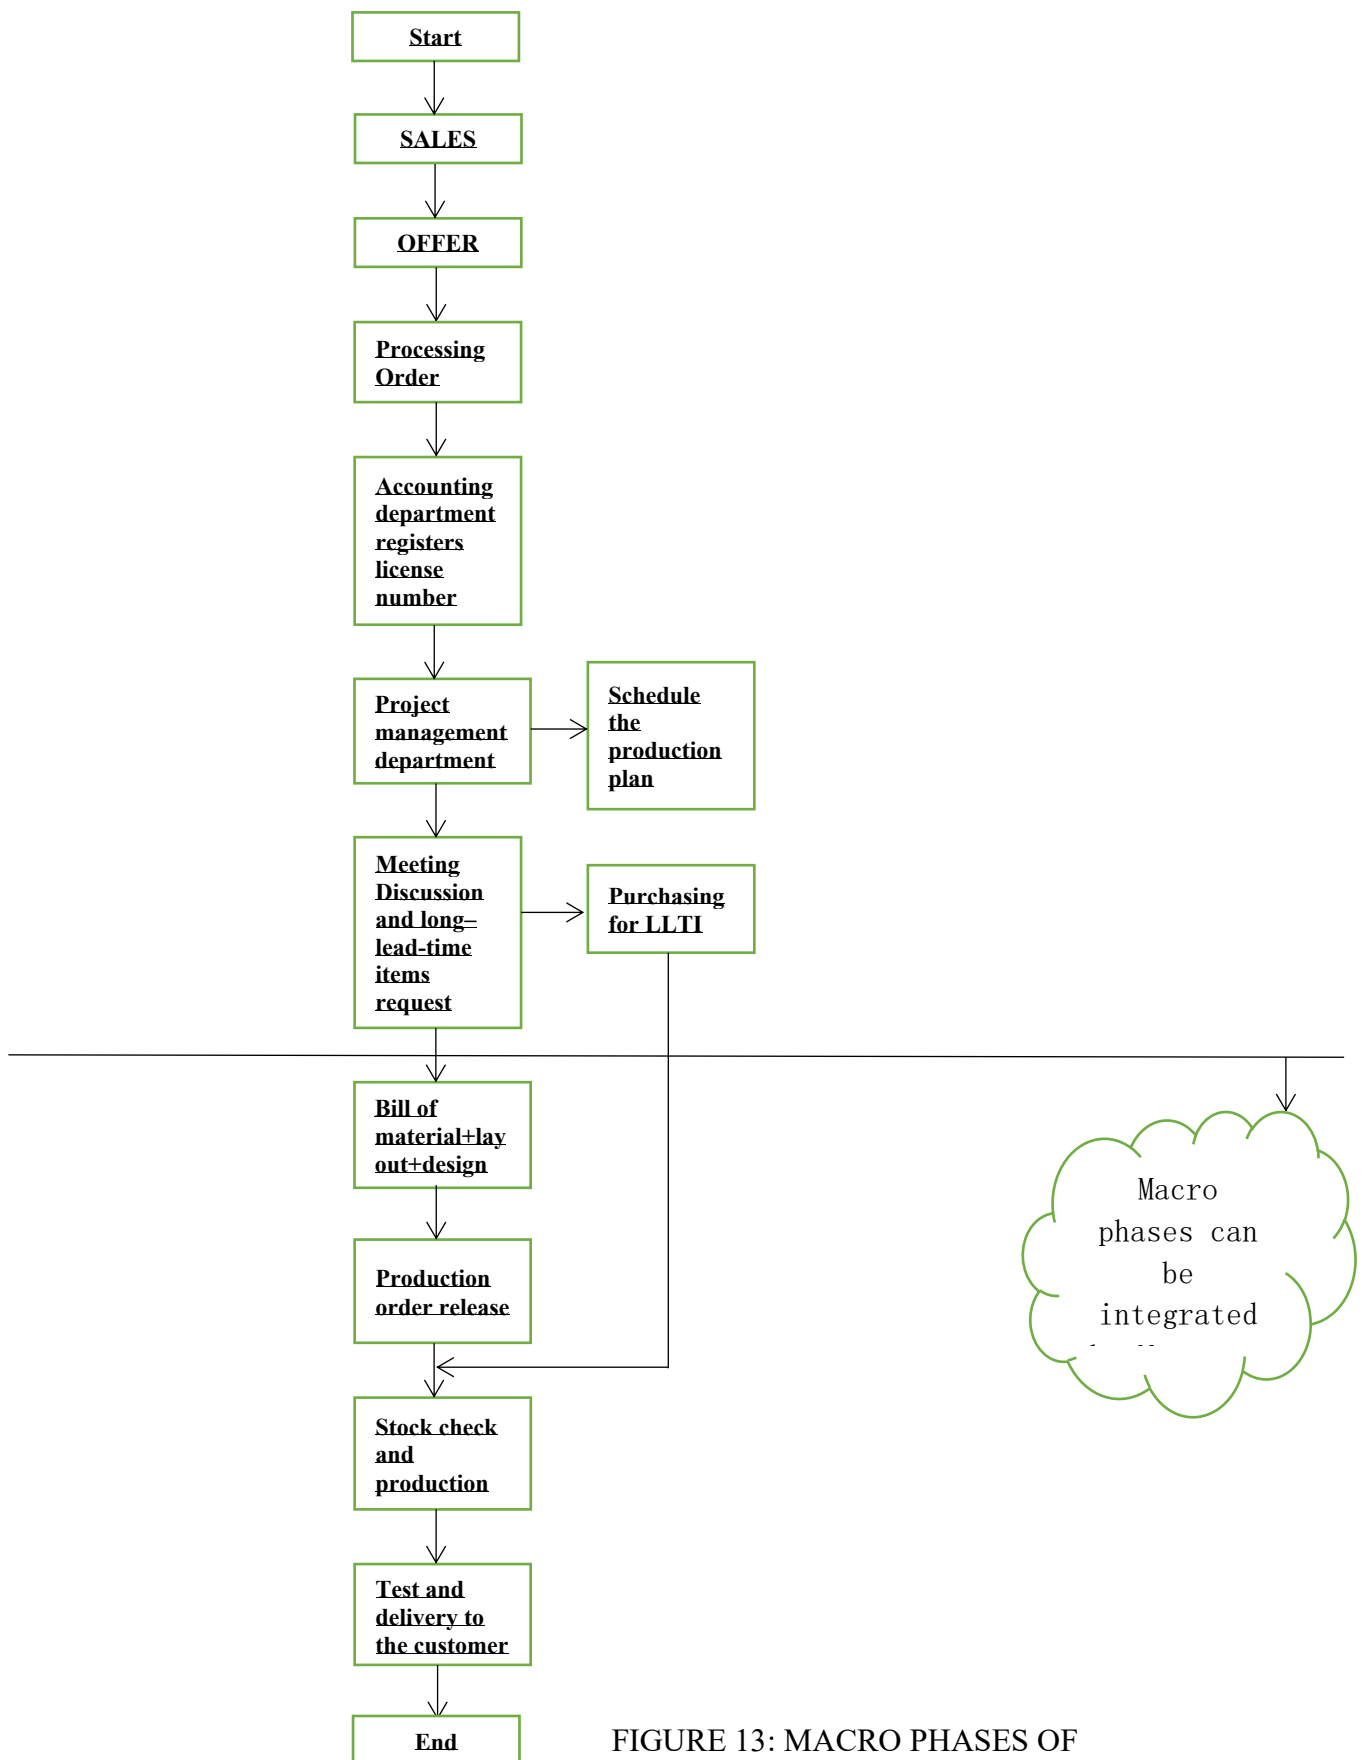 Start
SALES
OFFER
Processing
Order
Accounting
department
registers
license
number
Project
management
department
Schedule
the
production
plan
Meeting
Discussion
and long–
lead-time
items
request
Purchasing
for LLTI
Bill of
material+lay
out+design
Production
order release
Macro
phases can
be
integrated
Stock check
and
production
Test and
delivery to
the customer
End
FIGURE 13: MACRO PHASES OF